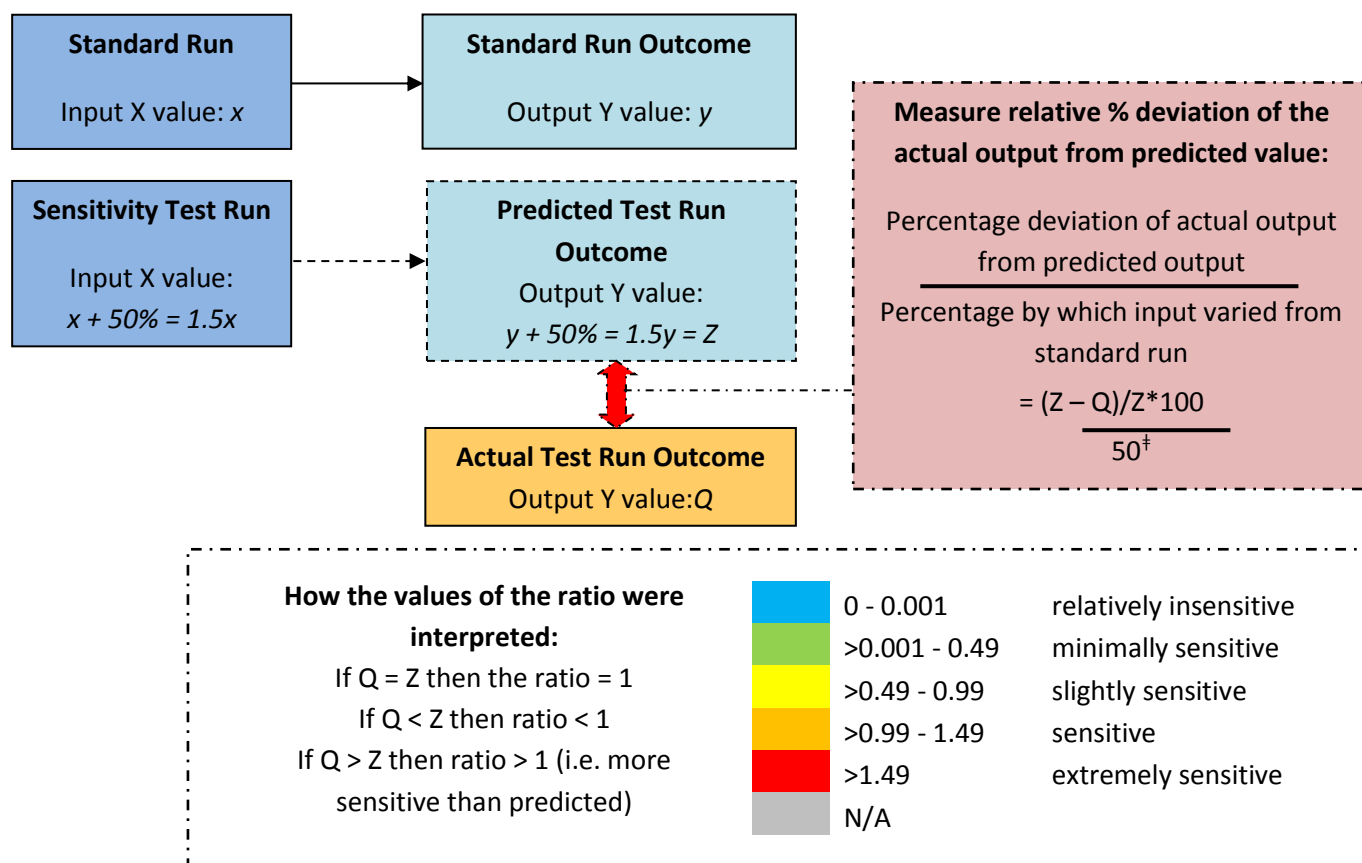 Standard Run
Input X value: x
Standard Run Outcome
Output Y value: y
Sensitivity Test Run
Input X value:
x + 50% = 1.5x
Predicted Test Run
Outcome
Output Y value:
y + 50% = 1.5y = Z
Actual Test Run Outcome
Output Y value:Q
Measure relative % deviation of the
actual output from predicted value:
Percentage deviation of actual output
from predicted output
Percentage by which input varied from
standard run
= (Z – Q)/Z*100
50ǂ
How the values of the ratio were
interpreted:
If Q = Z then the ratio = 1
If Q < Z then ratio < 1
If Q > Z then ratio > 1 (i.e. more
sensitive than predicted)
0 - 0.001 relatively insensitive
>0.001 - 0.49 minimally sensitive
>0.49 - 0.99 slightly sensitive
>0.99 - 1.49 sensitive
>1.49 extremely sensitive
N/A